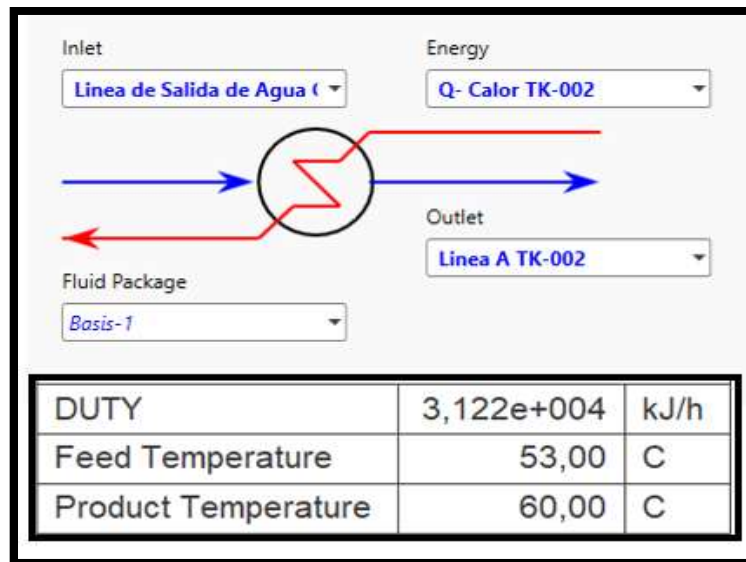 Inlet
Energy
Linea de Salida de Agua (
Q- Calor TK-002
Outlet
Linea A TK-002
Fluid Package
Basis-1
DUTY 3,122e+004 kJ/h
Feed Temperature 53,00 C
Product Temperature 60,00 C